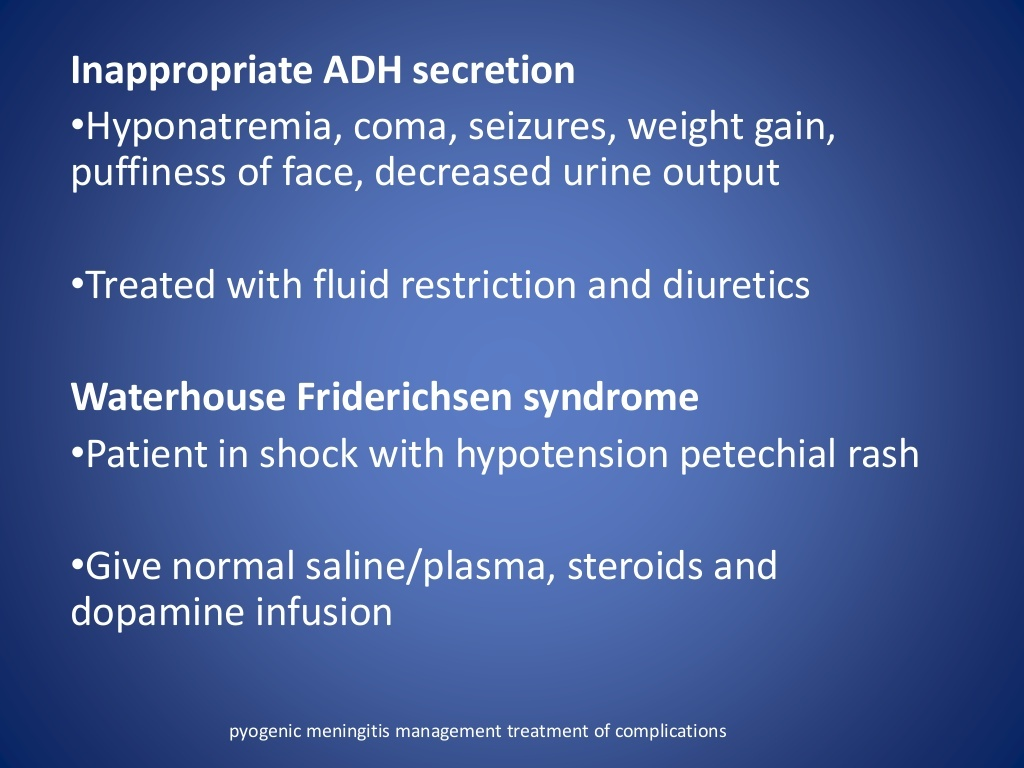 Inappropriate ADH secretion
•Hyponatremia, coma, seizures, weight gain,
puffiness of face, decreased urine output
•Treated with fluid restriction and diuretics
Waterhouse Friderichsen syndrome
•Patient in shock with hypotension petechial rash
•Give normal saline/plasma, steroids and
dopamine infusion
pyogenic meningitis management treatment of complications